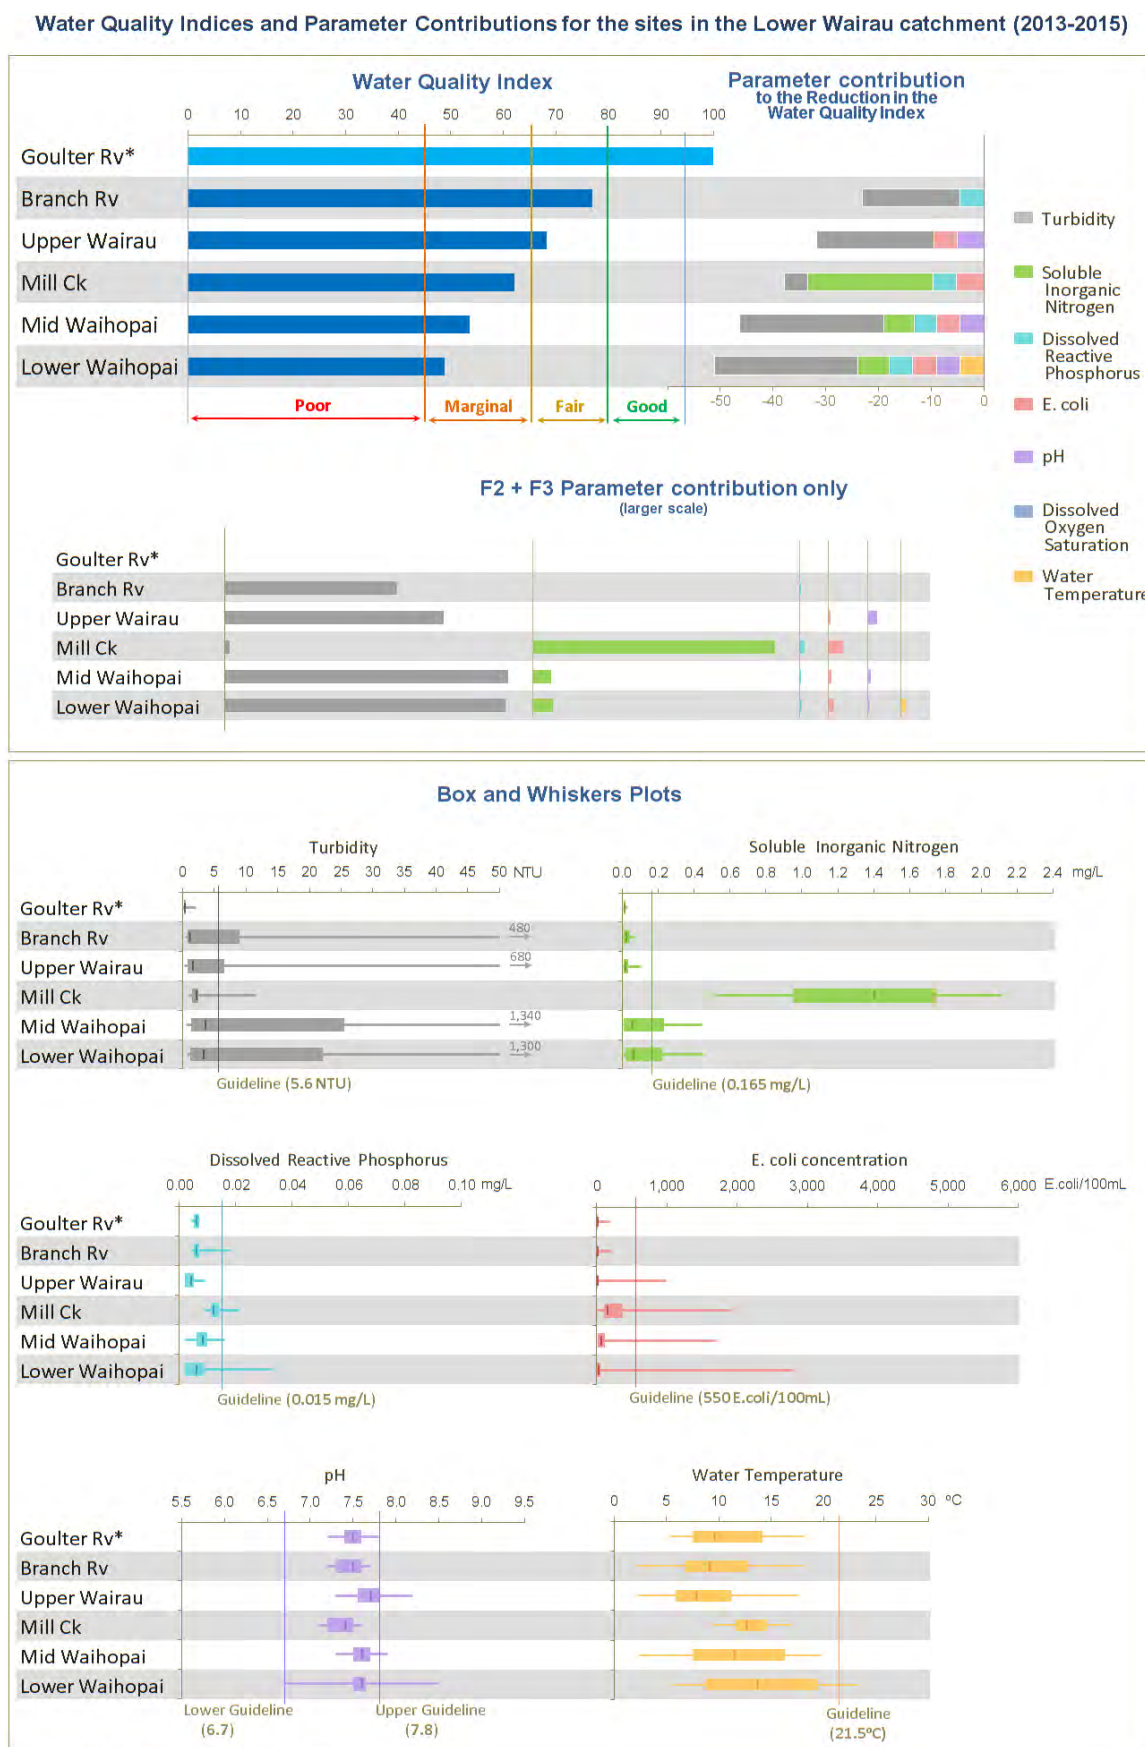 Water Quality Indices and Parameter Contributions for the sites in the Lower Wairau catchment (2013-2015)
Water Quality Index
Parameter contribution
to the Reduction in the
Water Quality Index
0 10 20 30 40 50 60 70 80 90 100
Goulter Rv*
Branch Rv
Upper Wairau
Mill Ck
Mid Waihopai
Lower Waihopai
Poor Marginal Fair Good
-50 -40 -30 -20 -10 0
Turbidity
Soluble
Inorganic
Nitrogen
Dissolved
Reactive
Phosphorus
E. coli
pH
Dissolved
Oxygen
Saturation
Water
Temperature
F2 + F3 Parameter contribution only
(larger scale)
Goulter Rv*
Branch Rv
Upper Wairau
Mill Ck
Mid Waihopai
Lower Waihopai
Box and Whiskers Plots
Turbidity
0 5 10 15 20 25 30 35 40 45 50 NTU
Goulter Rv*
Branch Rv
480
Upper Wairau
680
Mill Ck
Mid Waihopai
1,340
Lower Waihopai
1,300
Guideline (5.6 NTU)
Soluble Inorganic Nitrogen
0.0 0.2 0.4 0.6 0.8 1.0 1.2 1.4 1.6 1.8 2.0 2.2 2.4 mg/L
Guideline (0.165 mg/L)
Dissolved Reactive Phosphorus
0.00 0.02 0.04 0.06 0.08 0.10 mg/L
Goulter Rv*
Branch Rv
Upper Wairau
Mill Ck
Mid Waihopai
Lower Waihopai
Guideline (0.015 mg/L)
E. coli concentration
0 1,000 2,000 3,000 4,000 5,000 6,000 E.coli/100mL
Guideline (550 E.coli/100mL)
pH
5.5 6.0 6.5 7.0 7.5 8.0 8.5 9.0 9.5
Goulter Rv*
Branch Rv
Upper Wairau
Mill Ck
Mid Waihopai
Lower Waihopai
Lower Guideline
(6.7)
Upper Guideline
(7.8)
Water Temperature
0 5 10 15 20 25 30 ºC
Guideline
(21.5ºC)